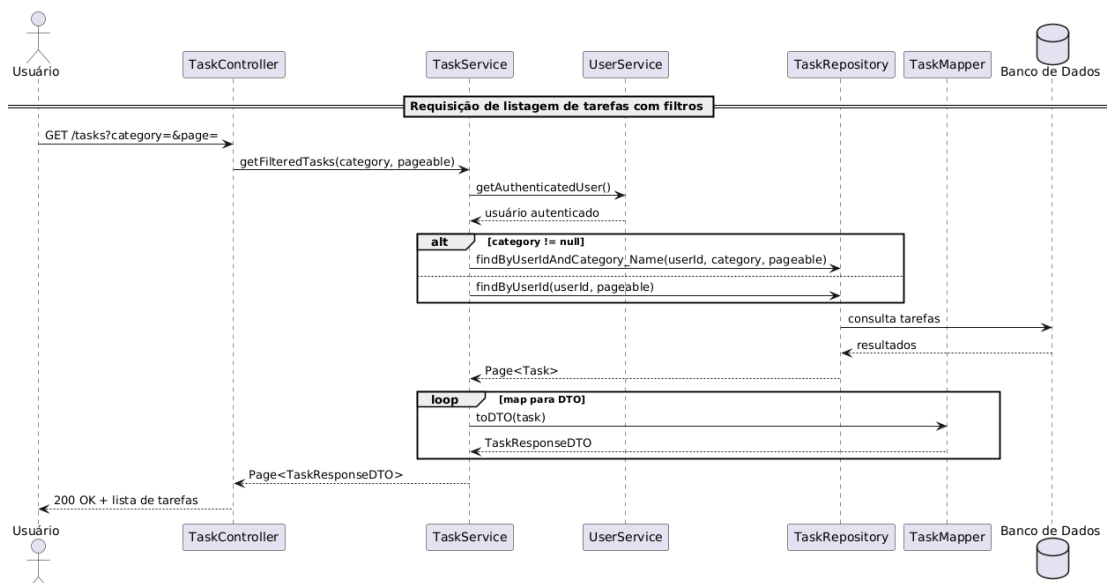 Usuário
TaskController
TaskService
UserService
TaskRepository
TaskMapper
Banco de Dados
Requisição de listagem de tarefas com filtros
GET /tasks?category=&page=
getFilteredTasks(category, pageable)
getAuthenticatedUser()
usuário autenticado
alt [category != null]
findByUserIdAndCategory_Name(userId, category, pageable)
findByUserId(userId, pageable)
consulta tarefas
resultados
Page<Task>
loop [map para DTO]
toDTO(task)
TaskResponseDTO
Page<TaskResponseDTO>
200 OK + lista de tarefas
Usuário
TaskController
TaskService
UserService
TaskRepository
TaskMapper
Banco de Dados